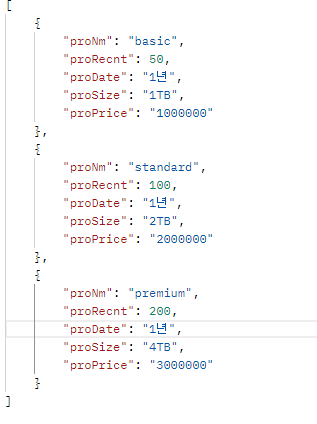 [
{
"proNm": "basic",
"proRecnt": 50,
"proDate": "1년",
"proSize": "1TB",
"proPrice": "1000000"
},
{
"proNm": "standard",
"proRecnt": 100,
"proDate": "1년",
"proSize": "2TB",
"proPrice": "2000000"
},
{
"proNm": "premium",
"proRecnt": 200,
"proDate": "1년",
"proSize": "4TB",
"proPrice": "3000000"
}
]